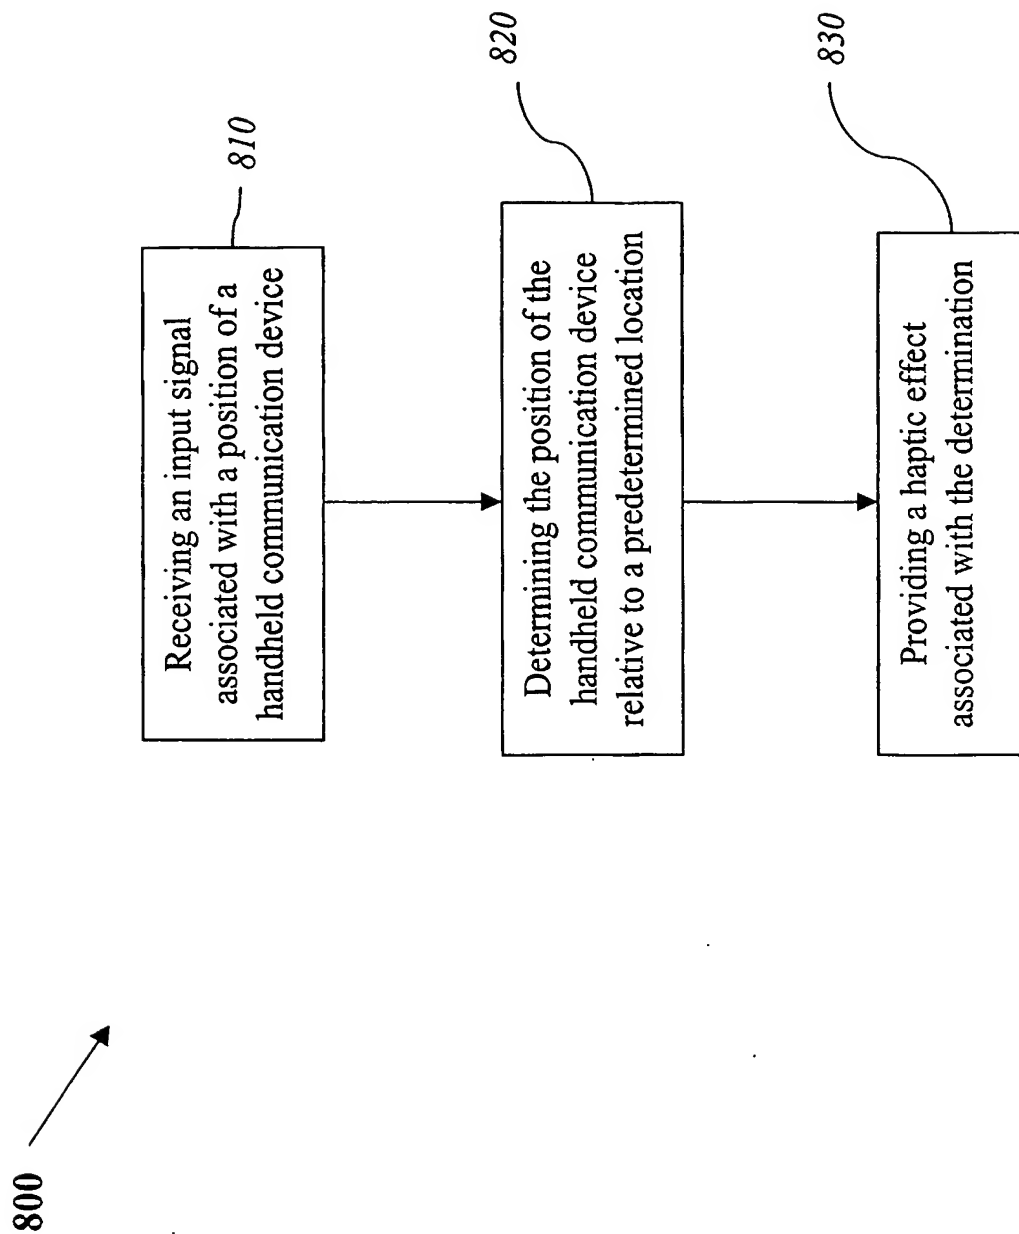 800
Receiving an input signal
associated with a position of a
handheld communication device
810
Determining the position of the
handheld communication device
relative to a predetermined location
820
Providing a haptic effect
associated with the determination
830